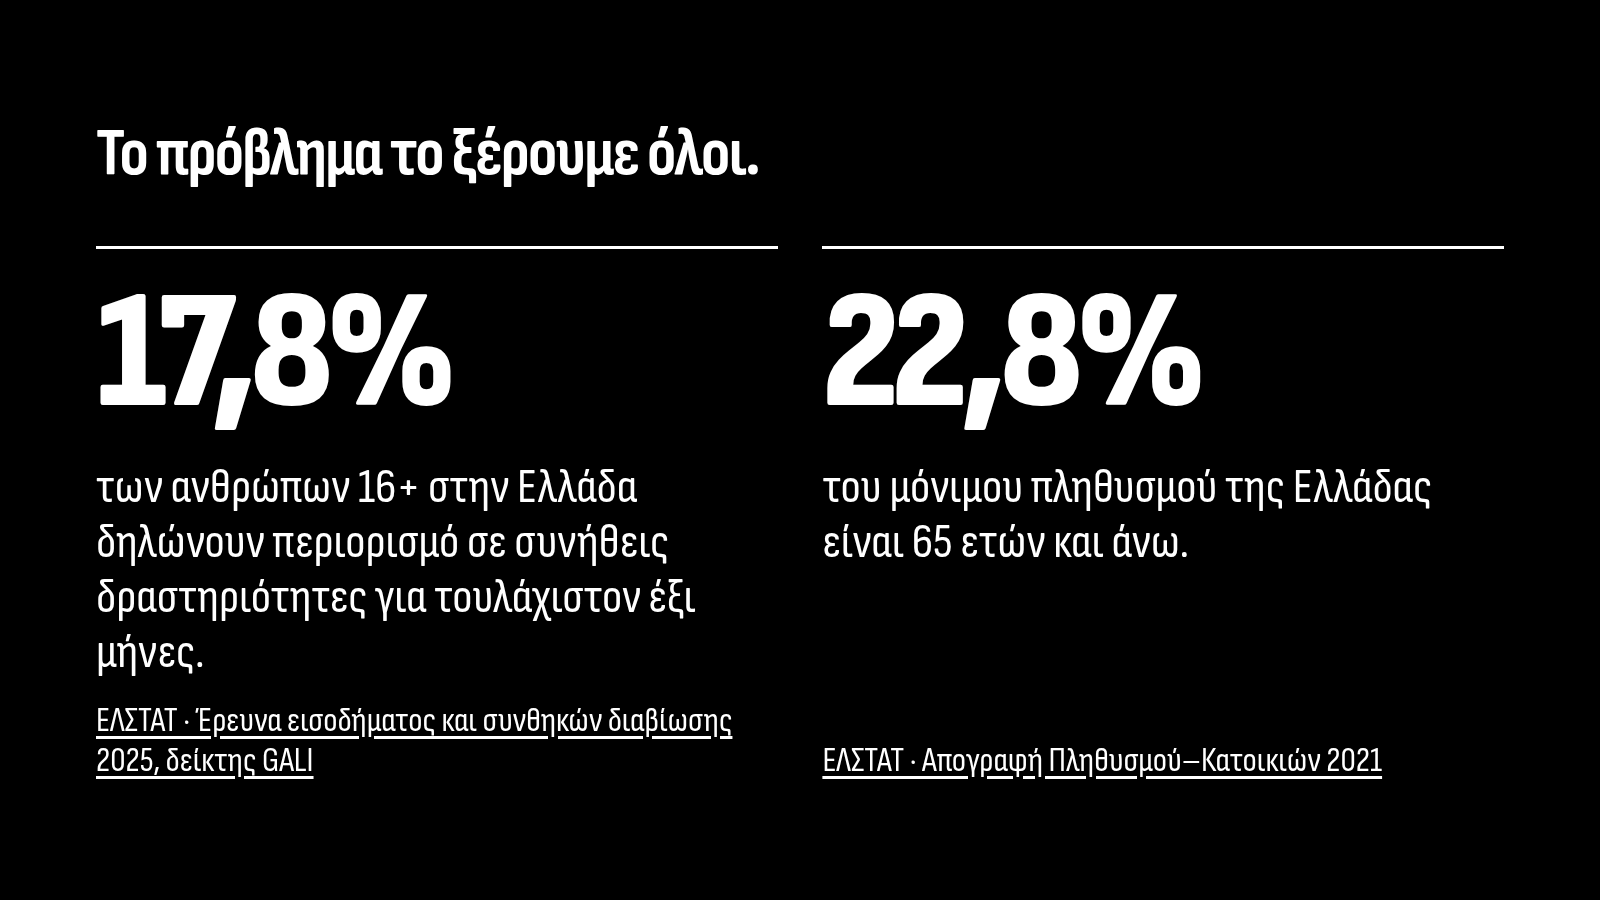 Το πρόβλημα το ξέρουμε όλοι.
17,8%
των ανθρώπων 16+ στην Ελλάδα
δηλώνουν περιορισμό σε συνήθεις
δραστηριότητες για τουλάχιστον έξι
μήνες.
ΕΛΣΤΑΤ · Έρευνα εισοδήματος και συνθηκών διαβίωσης
2025, δείκτης GALI
22,8%
του μόνιμου πληθυσμού της Ελλάδας
είναι 65 ετών και άνω.
ΕΛΣΤΑΤ · Απογραφή Πληθυσμού–Κατοικιών 2021